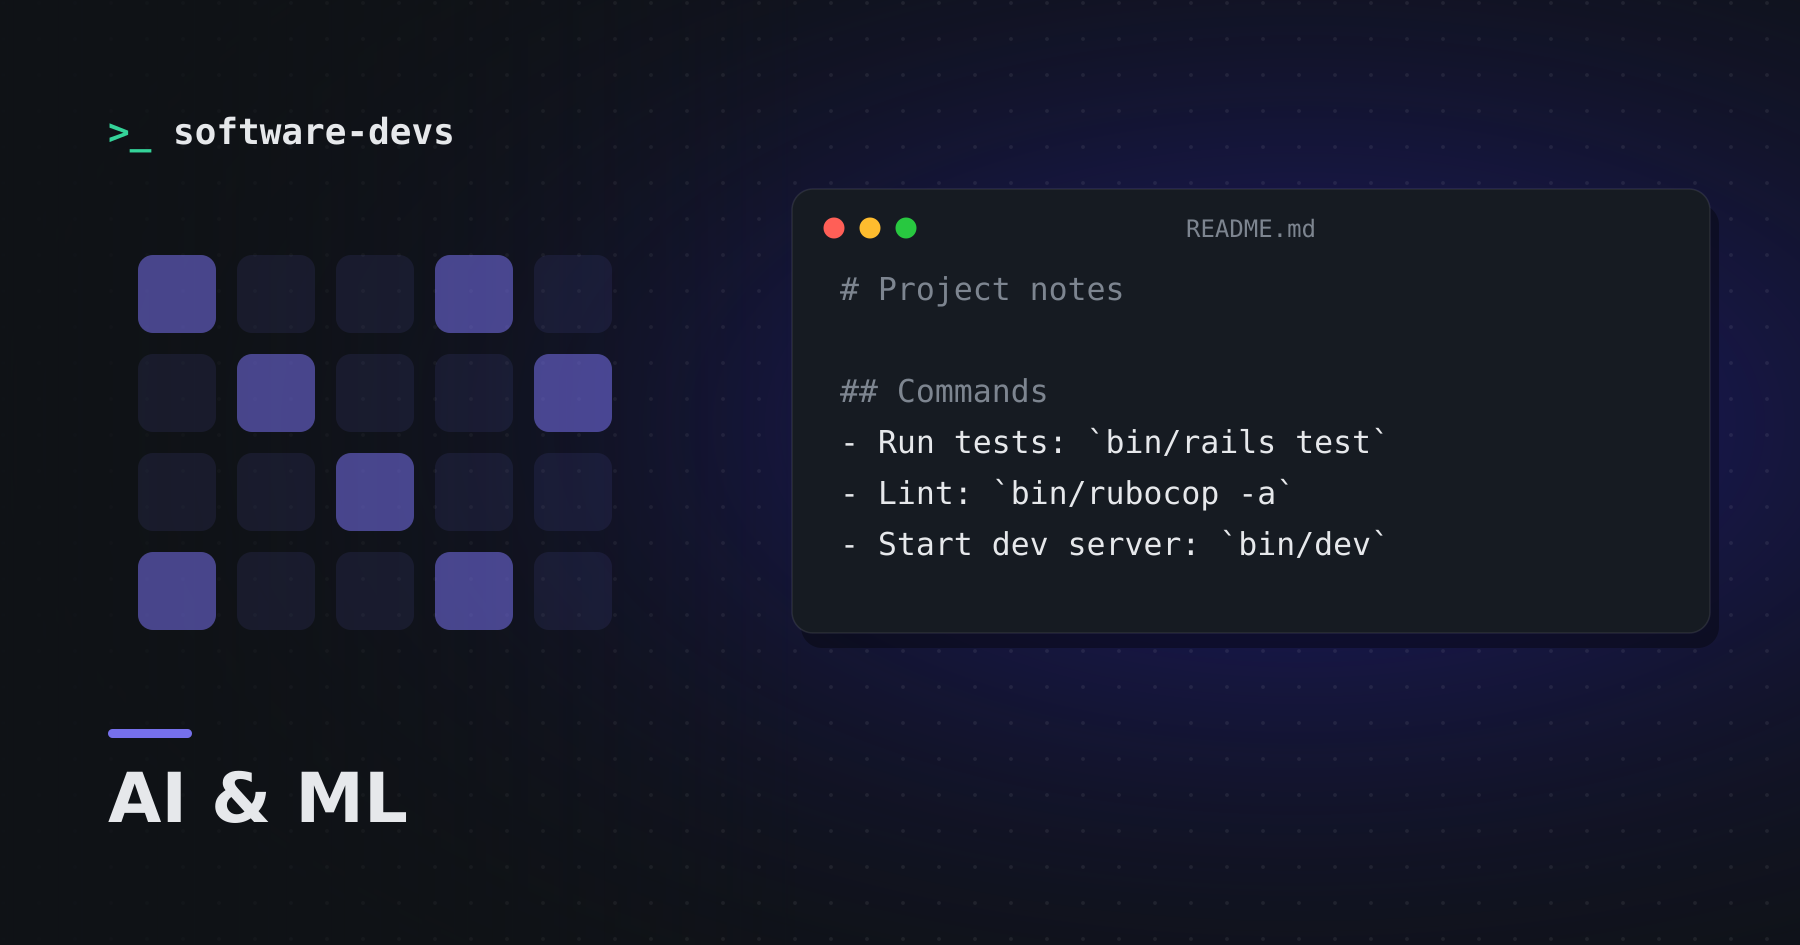 >_ software-devs
README.md
# Project notes
## Commands
- Run tests: `bin/rails test`
- Lint: `bin/rubocop -a`
- Start dev server: `bin/dev`
AI & ML